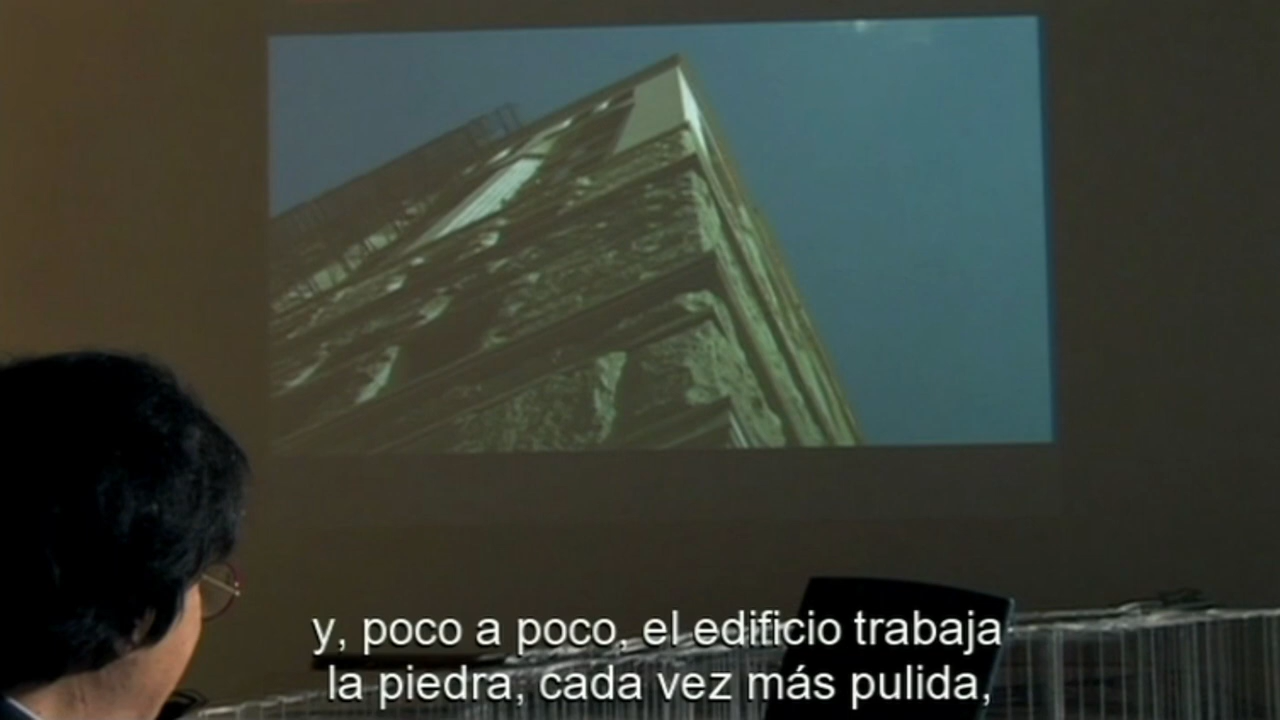 y, poco a poco, el edificio trabaja
la piedra, cada vez más pulida,